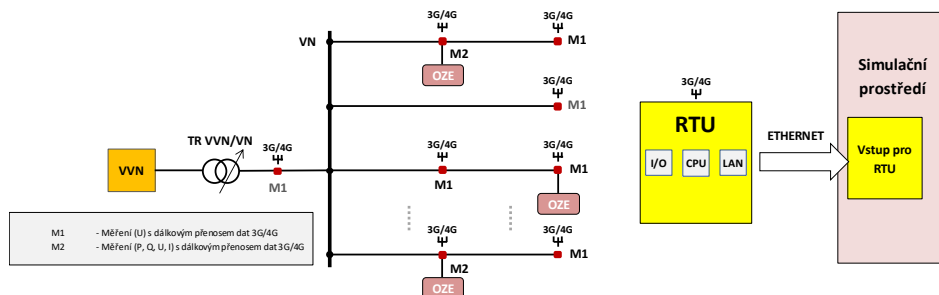 3G/4G
3G/4G
VN
M1
M2
OZE
3G/4G
M1
TR VVN/VN
3G/4G
VVN
M1
3G/4G
3G/4G
M1
M1
OZE
3G/4G
3G/4G
M2
M1
OZE
M1 - Měření (U) s dálkovým přenosem dat 3G/4G
M2 - Měření (P, Q, U, I) s dálkovým přenosem dat 3G/4G
3G/4G
RTU
I/O
CPU
LAN
ETHERNET
Simulační
prostředí
Vstup pro
RTU